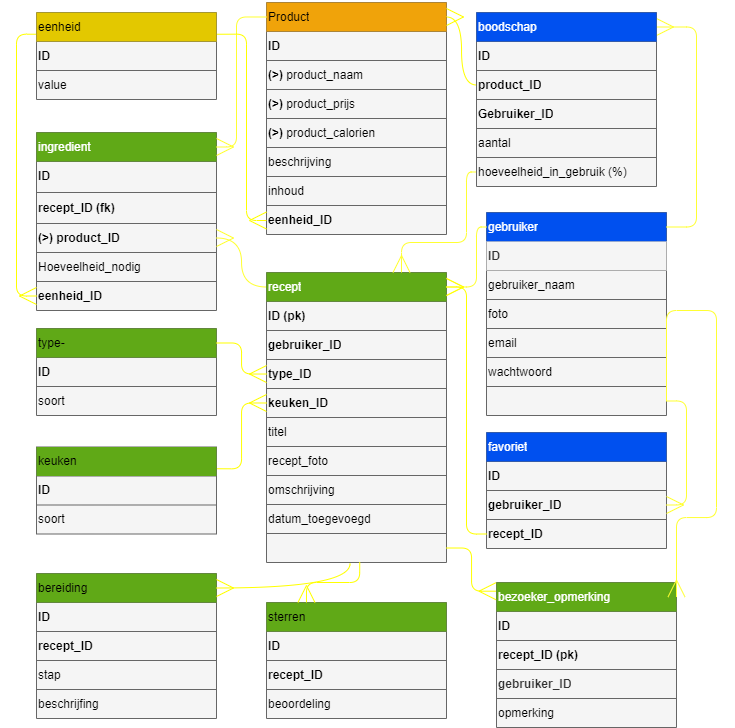 eenheid
ID
value
ingredient
ID
recept_ID (fk)
(>) product_ID
Hoeveelheid_nodig
eenheid_ID
type-
ID
soort
keuken
ID
soort
bereiding
ID
recept_ID
stap
beschrijfing
Product
ID
(>) product_naam
(>) product_prijs
(>) product_calorien
beschrijving
inhoud
eenheid_ID
recept
ID (pk)
gebruiker_ID
type_ID
keuken_ID
titel
recept_foto
omschrijving
datum_toegevoegd
sterren
ID
recept_ID
beoordeling
boodschap
ID
product_ID
Gebruiker_ID
aantal
hoeveelheid_in_gebruik (%)
gebruiker
ID
gebruiker_naam
foto
email
wachtwoord
favoriet
ID
gebruiker_ID
recept_ID
bezoeker_opmerking
ID
recept_ID (pk)
gebruiker_ID
opmerking